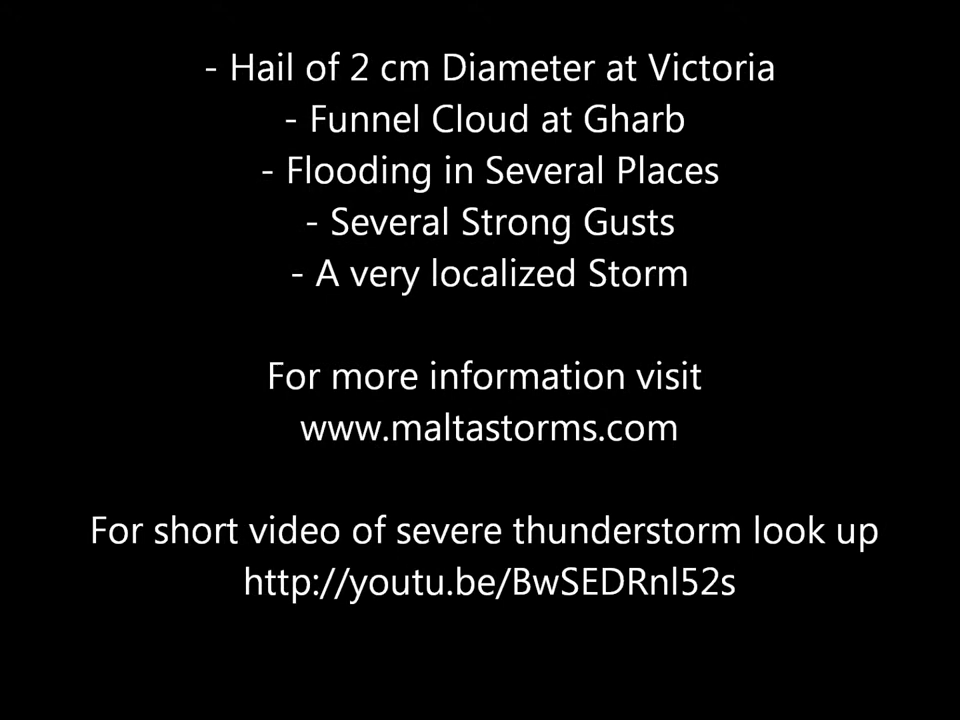 - Hail of 2 cm Diameter at Victoria
- Funnel Cloud at Gharb
- Flooding in Several Places
- Several Strong Gusts
- A very localized Storm
For more information visit
www.maltastorms.com
For short video of severe thunderstorm look up
http://youtu.be/BwSEDRnl52s